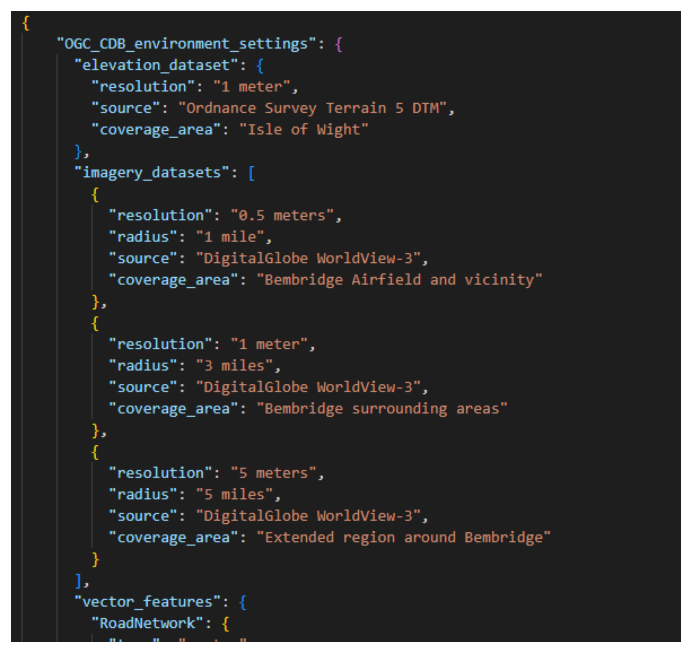 {
"OGC_CDB_environment_settings": {
"elevation_dataset": {
"resolution": "1 meter",
"source": "Ordnance Survey Terrain 5 DTM",
"coverage_area": "Isle of Wight"
},
"imagery_datasets": [
{
"resolution": "0.5 meters",
"radius": "1 mile",
"source": "DigitalGlobe WorldView-3",
"coverage_area": "Bembridge Airfield and vicinity"
},
{
"resolution": "1 meter",
"radius": "3 miles",
"source": "DigitalGlobe WorldView-3",
"coverage_area": "Bembridge surrounding areas"
},
{
"resolution": "5 meters",
"radius": "5 miles",
"source": "DigitalGlobe WorldView-3",
"coverage_area": "Extended region around Bembridge"
}
],
"vector_features": {
"RoadNetwork": {